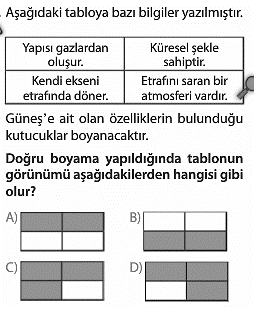 Aşağıdaki tabloya bazı bilgiler yazılmıştır.
Yapısı gazlardan oluşur.
Küresel şekle sahiptir.
Kendi ekseni etrafında döner.
Etrafını saran bir atmosferi vardır.
Güneş'e ait olan özelliklerin bulunduğu
kutucuklar boyanacaktır.
Doğru boyama yapıldığında tablonun
görünümü aşağıdakilerden hangisi gibi
olur?
A)
B)
C)
D)